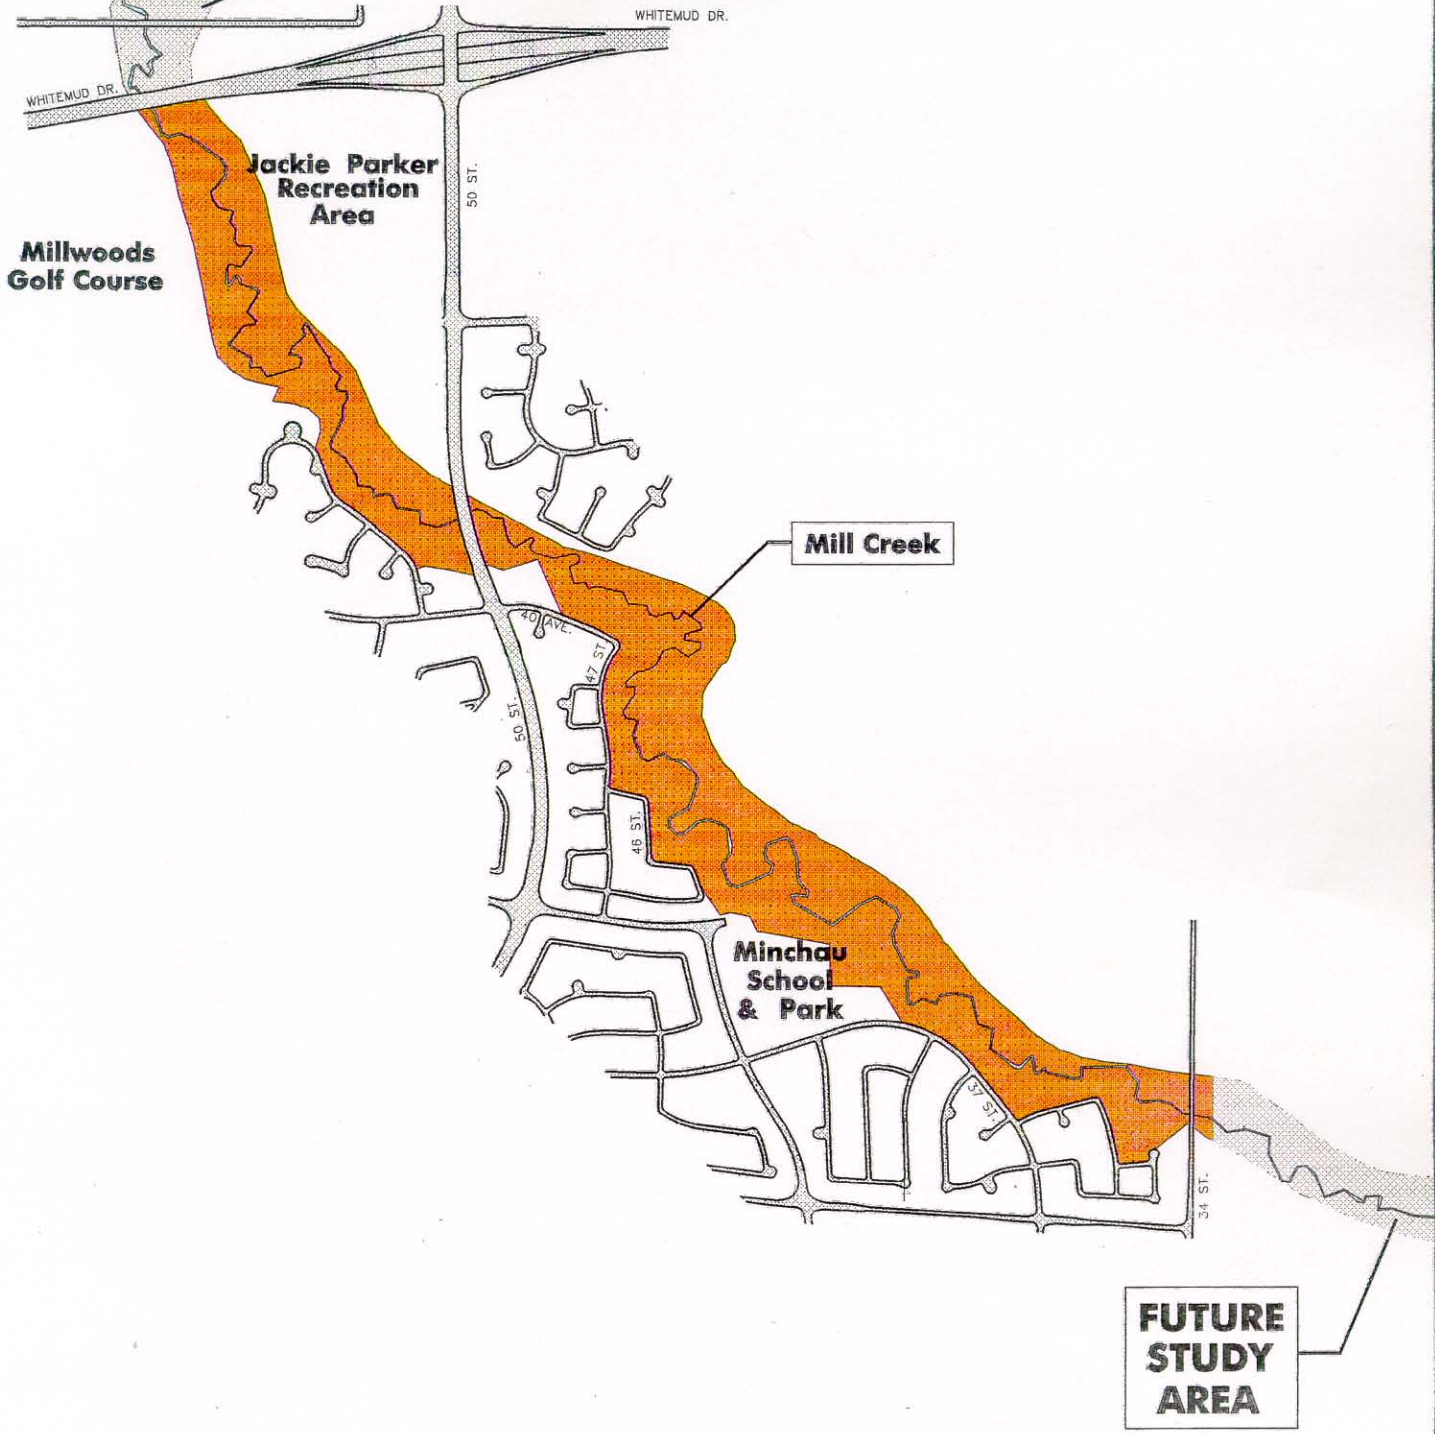 WHITEMUD DR.
WHITEMUD DR.
Jackie Parker
Recreation
Area
50 ST.
Millwoods
Golf Course
Mill Creek
40 AVE.
47 ST
50 ST.
46 ST.
Minchau
School
& Park
37 ST.
34 ST.
FUTURE
STUDY
AREA